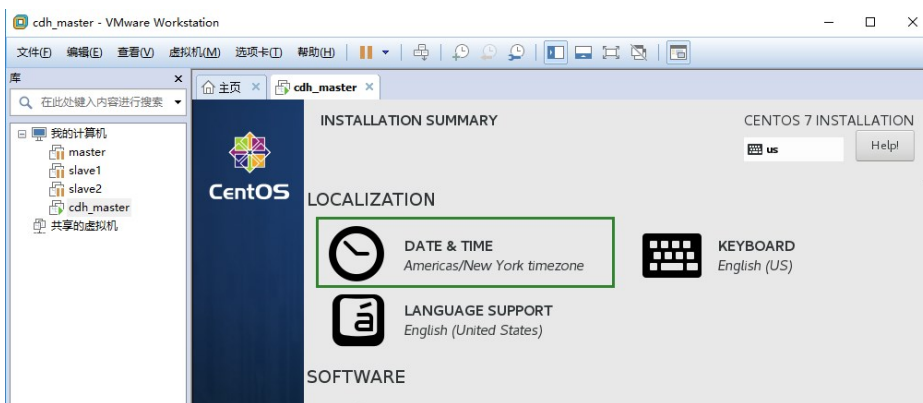 cdh_master - VMware Workstation
文件(F) 编辑(E) 查看(V) 虚拟机(M) 选项卡(T) 帮助(H)
库
在此处键入内容进行搜索
我的计算机
master
slave1
slave2
cdh_master
共享的虚拟机
主页
cdh_master
CentOS
INSTALLATION SUMMARY
CENTOS 7 INSTALLATION
us
Help!
LOCALIZATION
DATE & TIME
Americas/New York timezone
KEYBOARD
English (US)
LANGUAGE SUPPORT
English (United States)
SOFTWARE